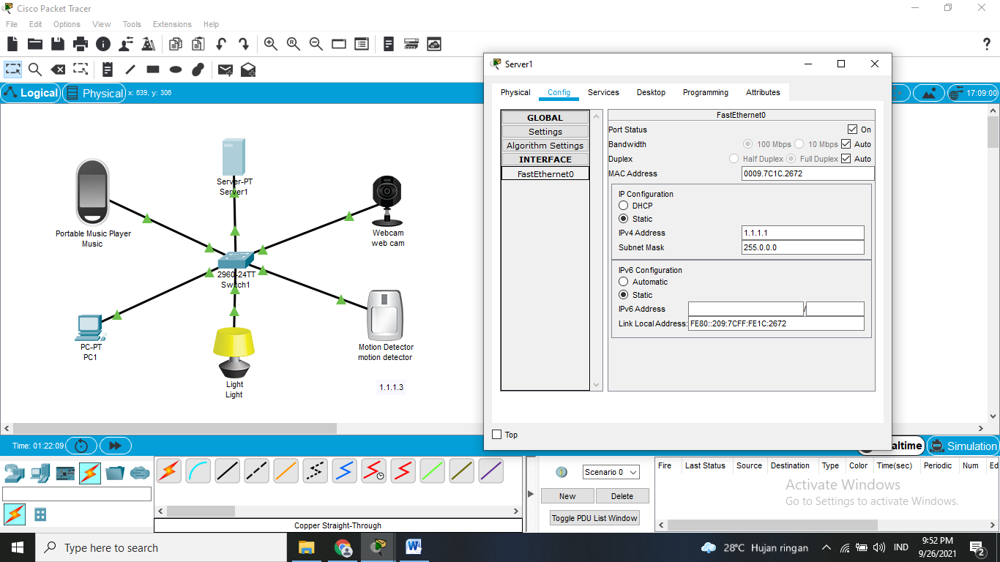 Cisco Packet Tracer
File Edit Options View Tools Extensions Help
Logical Physical x: 639, y: 306
17:09:00
Server-PT
Server1
Portable Music Player
Music
Webcam
web cam
2960-24TT
Switch1
PC-PT
PC1
Motion Detector
motion detector
Light
Light
1.1.1.3
Server1
Physical Config Services Desktop Programming Attributes
GLOBAL
Settings
Algorithm Settings
INTERFACE
FastEthernet0
FastEthernet0
Port Status On
Bandwidth 100 Mbps 10 Mbps Auto
Duplex Half Duplex Full Duplex Auto
MAC Address 0009.7C1C.2672
IP Configuration
DHCP
Static
IPv4 Address 1.1.1.1
Subnet Mask 255.0.0.0
IPv6 Configuration
Automatic
Static
IPv6 Address /
Link Local Address: FE80::209:7CFF:FE1C:2672
Top
Time: 01:22:09
Simulation
Copper Straight-Through
Scenario 0
New Delete
Toggle PDU List Window
Fire Last Status Source Destination Type Color Time(sec) Periodic Num Ed
Activate Windows
Go to Settings to activate Windows.
Type here to search
28°C Hujan ringan
IND
9:52 PM
9/26/2021
2